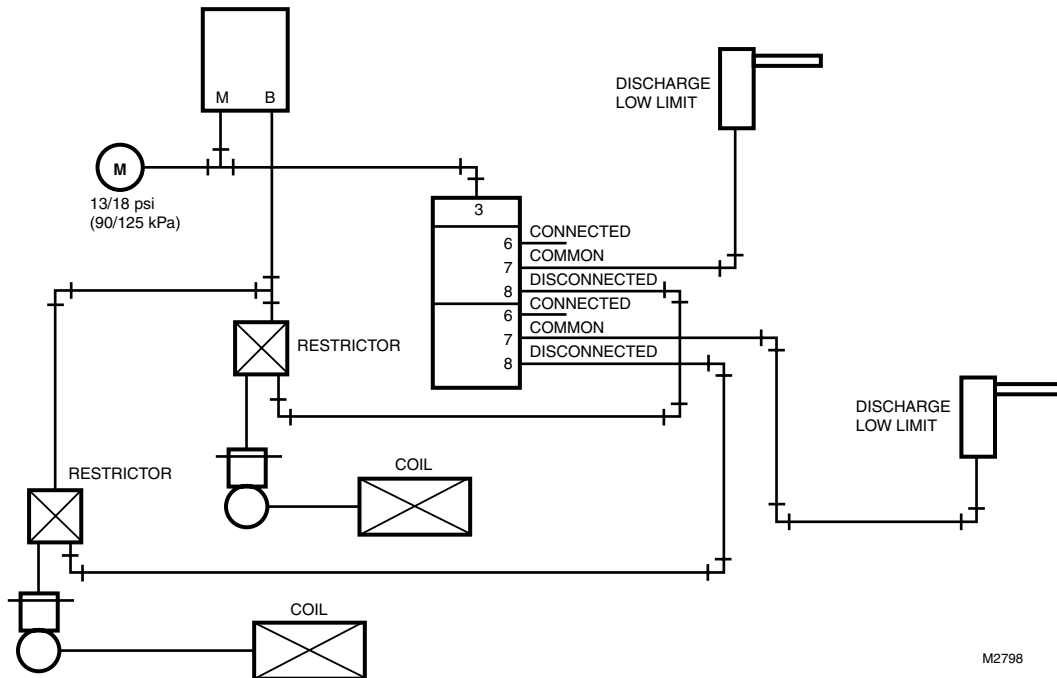 M B
DISCHARGE
LOW LIMIT
M
13/18 psi
(90/125 kPa)
3
6 CONNECTED
7 COMMON
8 DISCONNECTED
6 CONNECTED
7 COMMON
8 DISCONNECTED
RESTRICTOR
DISCHARGE
LOW LIMIT
COIL
RESTRICTOR
COIL
M2798